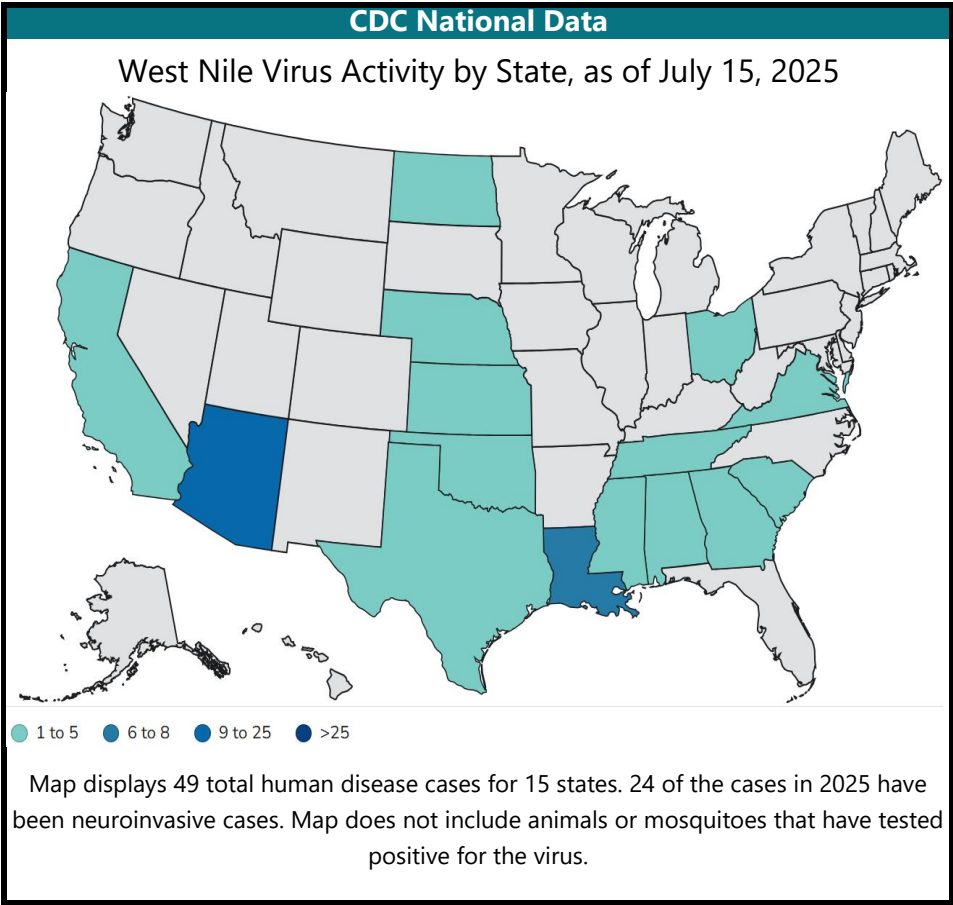 CDC National Data
West Nile Virus Activity by State, as of July 15, 2025
1 to 5 6 to 8 9 to 25 >25
Map displays 49 total human disease cases for 15 states. 24 of the cases in 2025 have
been neuroinvasive cases. Map does not include animals or mosquitoes that have tested
positive for the virus.